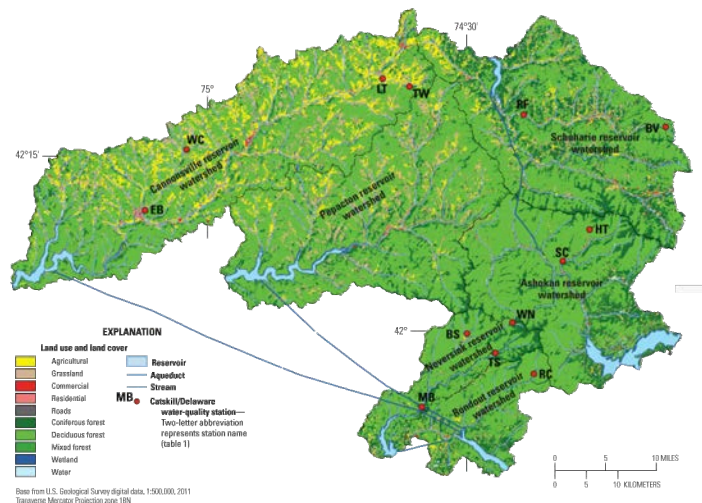 74°30'
75°
42°15'
LT
TW
RF
BV
Schoharie reservoir
watershed
WC
Cannonsville reservoir
watershed
EB
Pepacton reservoir
watershed
HT
SC
Ashokan reservoir
watershed
42°
WN
BS
Neversink reservoir
watershed
TS
RC
Rondout reservoir
watershed
MB
EXPLANATION
Land use and land cover
Agricultural
Grassland
Commercial
Residential
Roads
Coniferous forest
Deciduous forest
Mixed forest
Wetland
Water
Reservoir
Aqueduct
Stream
MB Catskill/Delaware
water-quality station—
Two-letter abbreviation
represents station name
(table 1)
0 5 10 MILES
0 5 10 KILOMETERS
Base from U.S. Geological Survey digital data, 1:500,000, 2011
Transverse Mercator Projection zone 18N